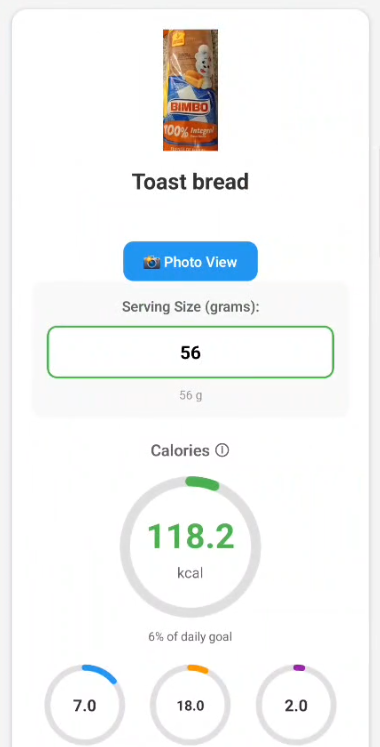 BIMBO
100% Integral
Toast bread
Photo View
Serving Size (grams):
56
56 g
Calories
118.2
kcal
6% of daily goal
7.0 18.0 2.0